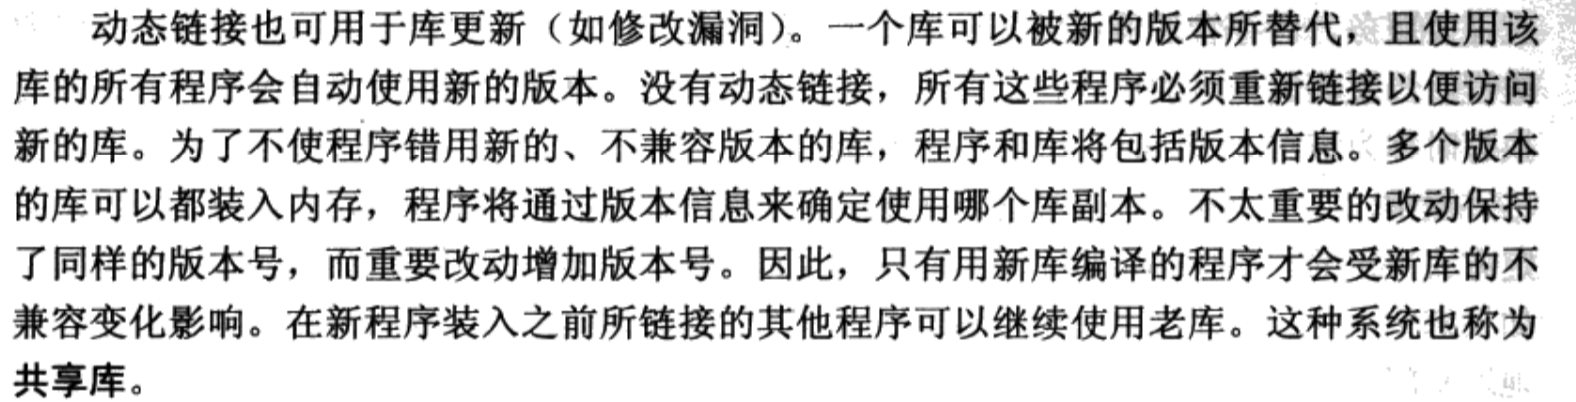 动态链接也可用于库更新（如修改漏洞）。一个库可以被新的版本所替代，且使用该
库的所有程序会自动使用新的版本。没有动态链接，所有这些程序必须重新链接以便访问
新的库。为了不使程序错用新的、不兼容版本的库，程序和库将包括版本信息。多个版本
的库可以都装入内存，程序将通过版本信息来确定使用哪个库副本。不太重要的改动保持
了同样的版本号，而重要改动增加版本号。因此，只有用新库编译的程序才会受新库的不
兼容变化影响。在新程序装入之前所链接的其他程序可以继续使用老库。这种系统也称为
共享库。